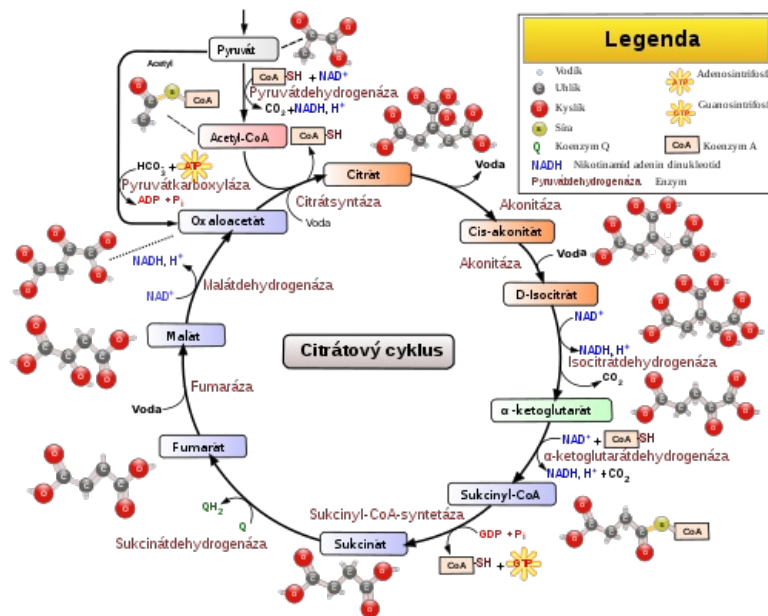 Pyruvát
Acetyl
CoA-SH + NAD⁺
Pyruvátdehydrogenáza
CO₂ + NADH, H⁺
CoA
Acetyl-CoA
CoA-SH
HCO₃⁻ + ATP
Pyruvátkarboxyláza
ADP + Pᵢ
Oxaloacetát
Citrátsyntáza
Voda
Citrát
Voda
Akonitáza
Cis-akonitát
Akonitáza
Voda
D-Isocitrát
NAD⁺
NADH, H⁺
Isocitrátdehydrogenáza
CO₂
α-ketoglutarát
NAD⁺ + CoA-SH
α-ketoglutarátdehydrogenáza
NADH, H⁺ + CO₂
Sukcinyl-CoA
Sukcinyl-CoA-syntetáza
GDP + Pᵢ
CoA-SH + GTP
S CoA
Sukcinát
QH₂
Q
Sukcinátdehydrogenáza
Fumarát
Voda
Fumaráza
Malát
NADH, H⁺
Malátdehydrogenáza
NAD⁺
Citrátový cyklus
Legenda
Vodík
Uhlík
Kyslík
Síra
Q Koenzym Q
NADH Nikotinamid adenin dinukleotid
Pyruvátdehydrogenáza Enzym
ATP Adenosintrifosf
GTP Guanosintrifosf
CoA Koenzym A